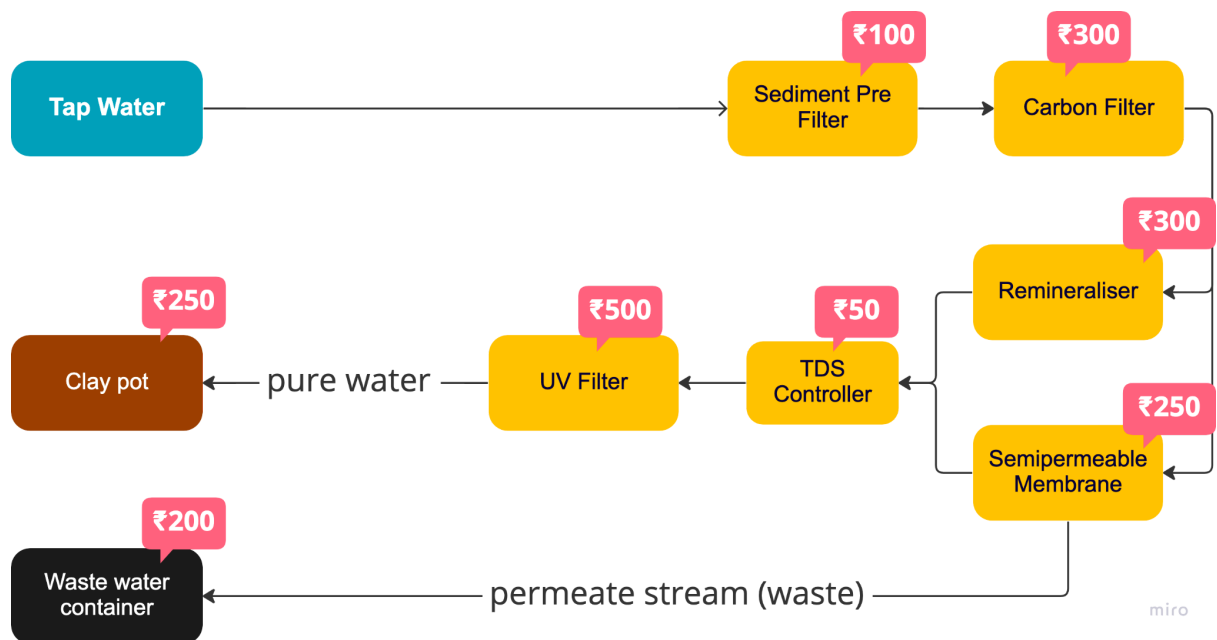 ₹100
₹300
Tap Water
Sediment Pre
Filter
Carbon Filter
₹300
Remineraliser
₹250
₹500
₹50
Clay pot
pure water
UV Filter
TDS
Controller
₹250
Semipermeable
Membrane
₹200
Waste water
container
permeate stream (waste)
miro